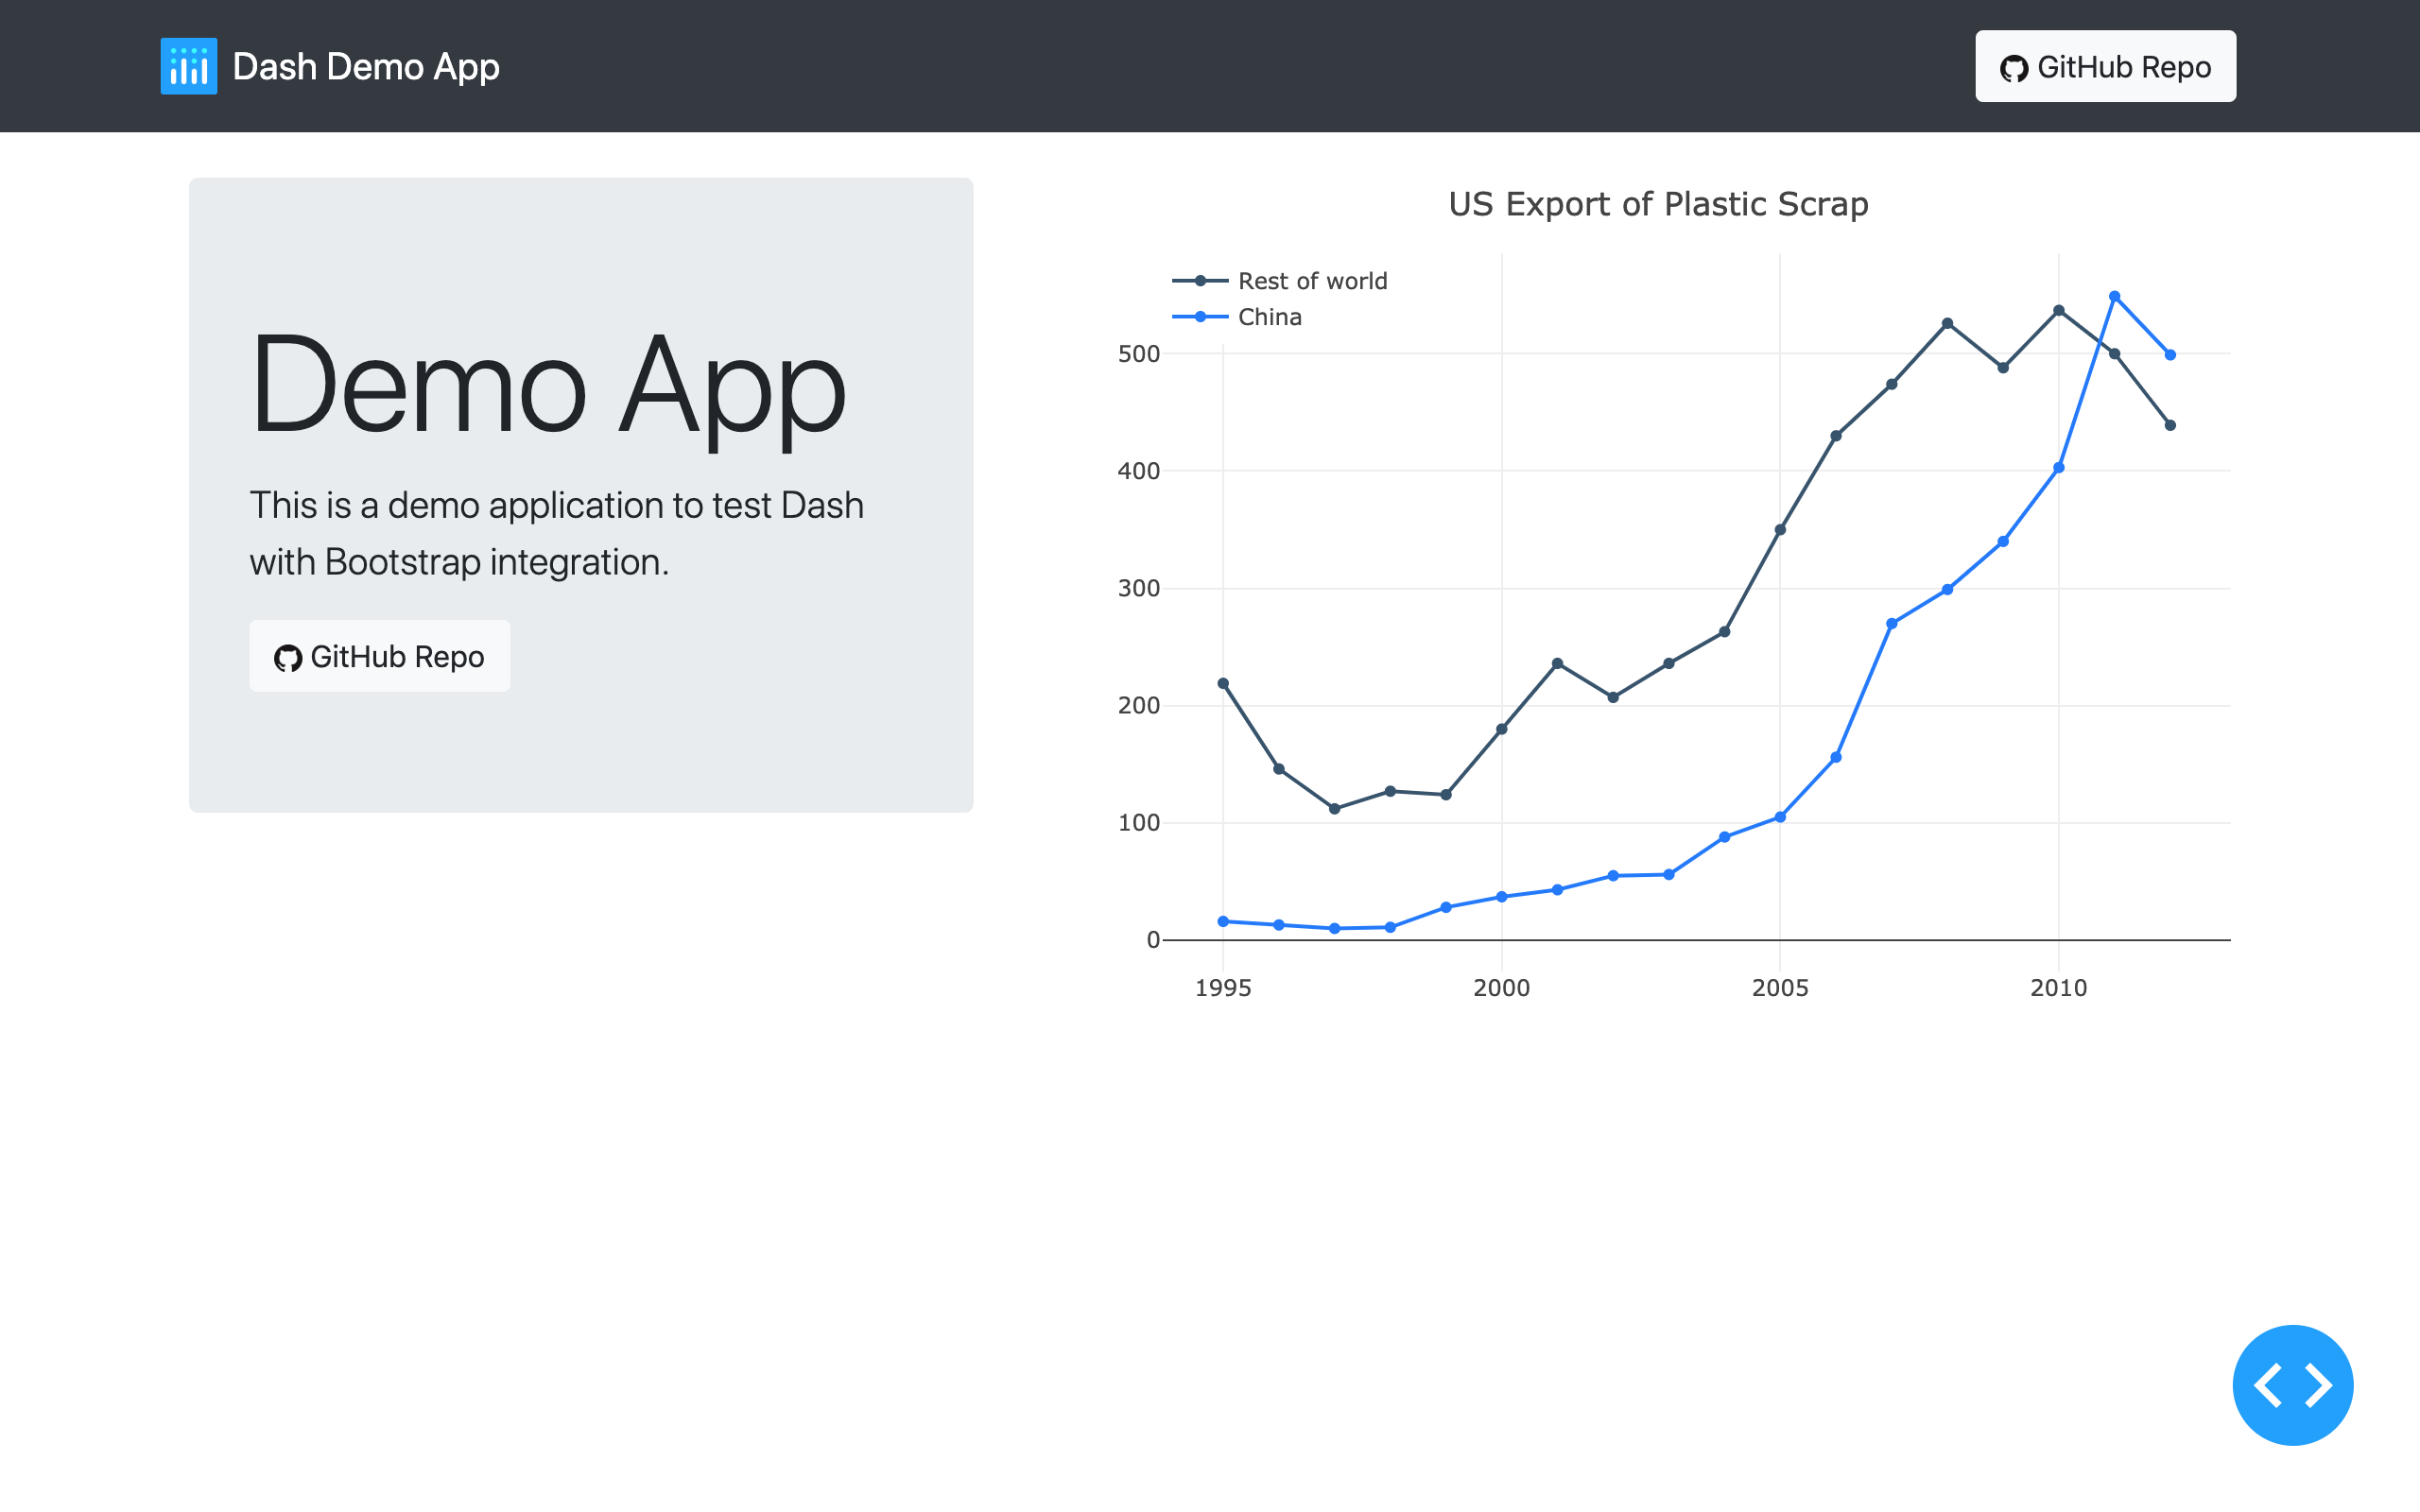 Dash Demo App
GitHub Repo
Demo App
This is a demo application to test Dash
with Bootstrap integration.
GitHub Repo
US Export of Plastic Scrap
Rest of world
China
500
400
300
200
100
0
1995 2000 2005 2010